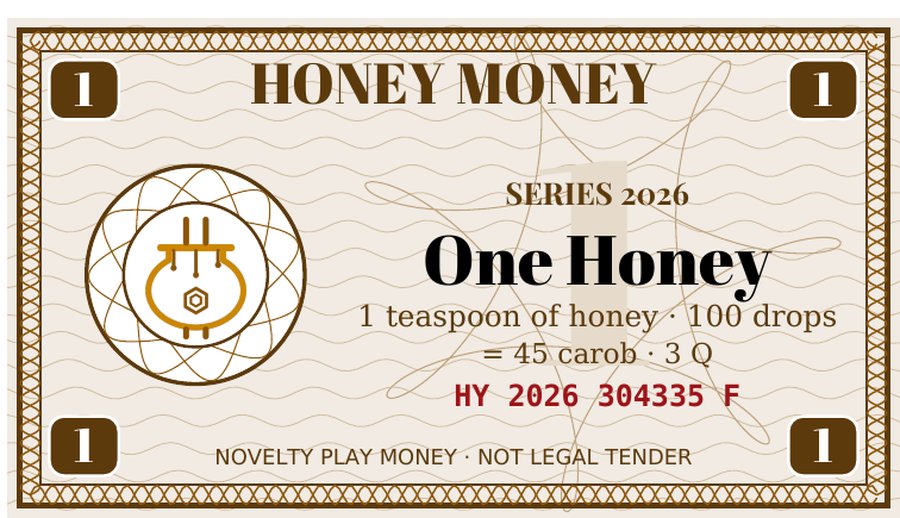 1 HONEY MONEY 1
SERIES 2026
1
One Honey
1 teaspoon of honey · 100 drops
= 45 carob · 3 Q
HY 2026 304335 F
1 NOVELTY PLAY MONEY · NOT LEGAL TENDER 1